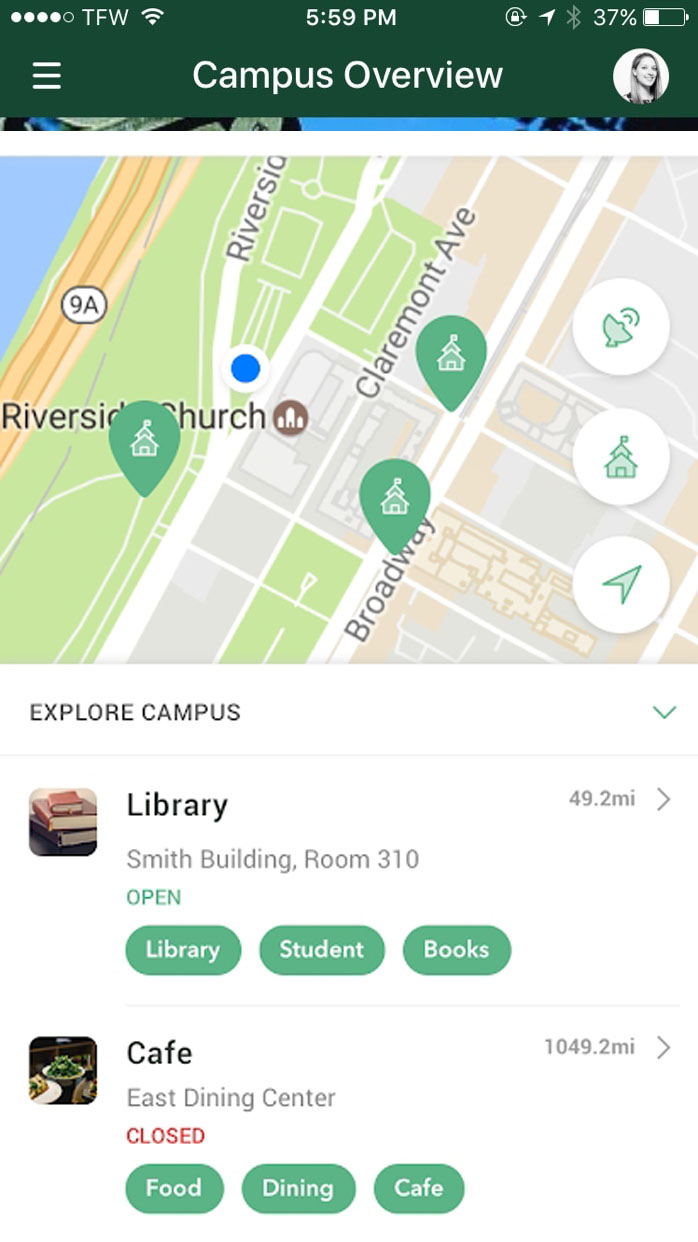 TFW
5:59 PM
37%
Campus Overview
Riversid
Claremont Ave
9A
Riverside Church
Broadway
EXPLORE CAMPUS
Library
49.2mi
Smith Building, Room 310
OPEN
Library
Student
Books
Cafe
1049.2mi
East Dining Center
CLOSED
Food
Dining
Cafe